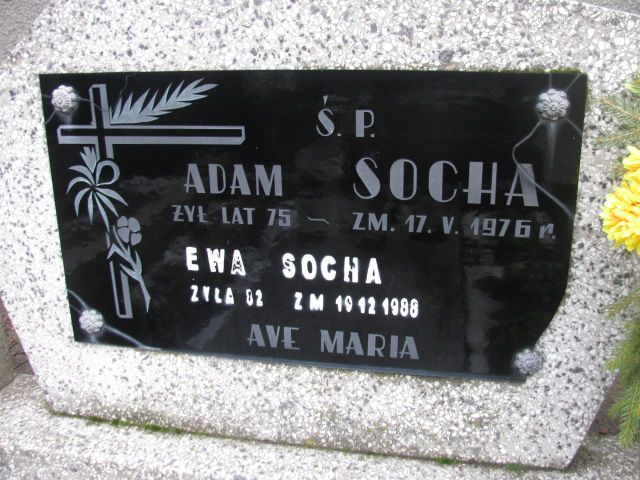 Ś. P.
ADAM SOCHA
ŻYŁ LAT 75 ~ ZM. 17. V. 1976 r.
EWA SOCHA
ŻYŁA 82 ZM 19 12 1988
AVE MARIA